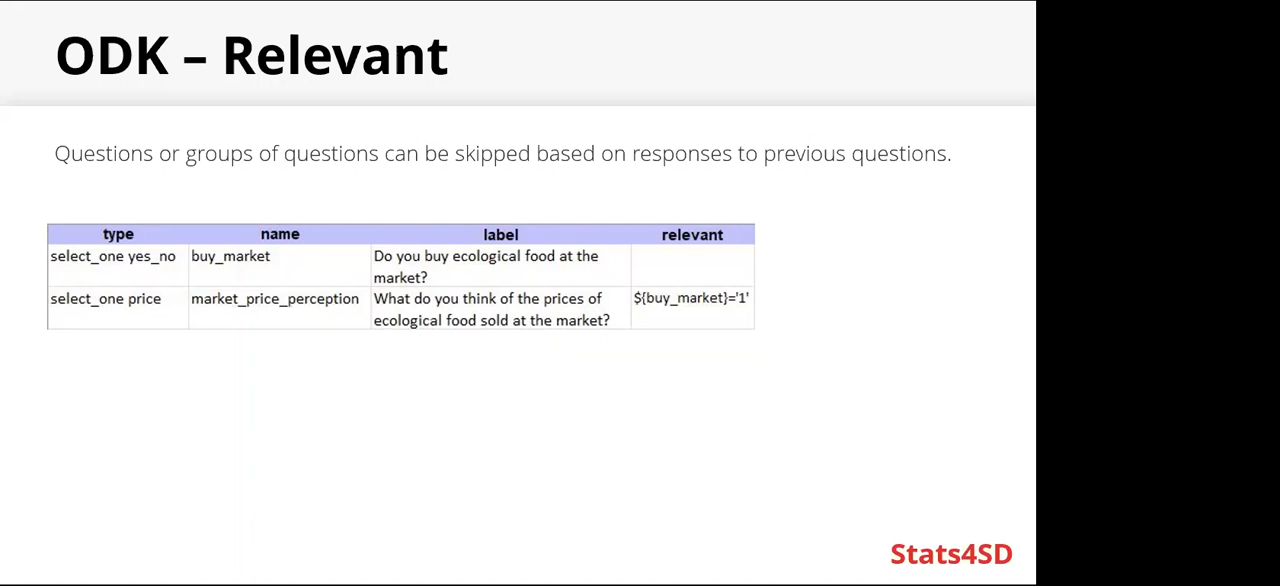 ODK – Relevant
Questions or groups of questions can be skipped based on responses to previous questions.
type name label relevant
select_one yes_no buy_market Do you buy ecological food at the
market?
select_one price market_price_perception What do you think of the prices of ${buy_market}='1'
ecological food sold at the market?
Stats4SD